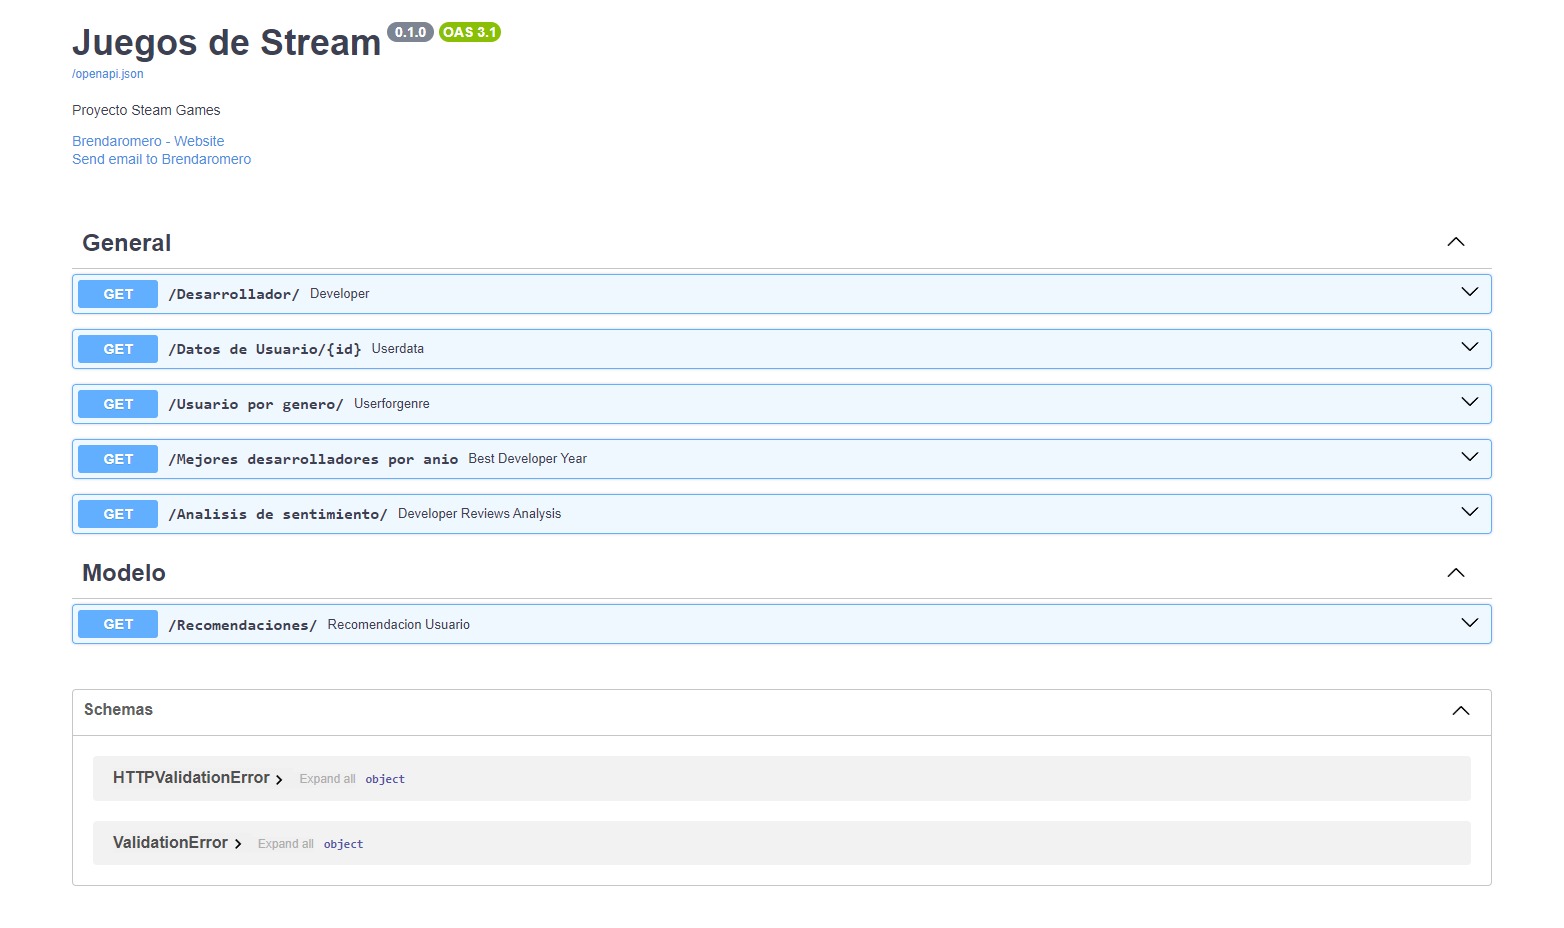 Juegos de Stream 0.1.0 OAS 3.1
/openapi.json
Proyecto Steam Games
Brendaromero - Website
Send email to Brendaromero
General
GET /Desarrollador/ Developer
GET /Datos de Usuario/{id} Userdata
GET /Usuario por genero/ Userforgenre
GET /Mejores desarrolladores por anio Best Developer Year
GET /Analisis de sentimiento/ Developer Reviews Analysis
Modelo
GET /Recomendaciones/ Recomendacion Usuario
Schemas
HTTPValidationError Expand all object
ValidationError Expand all object